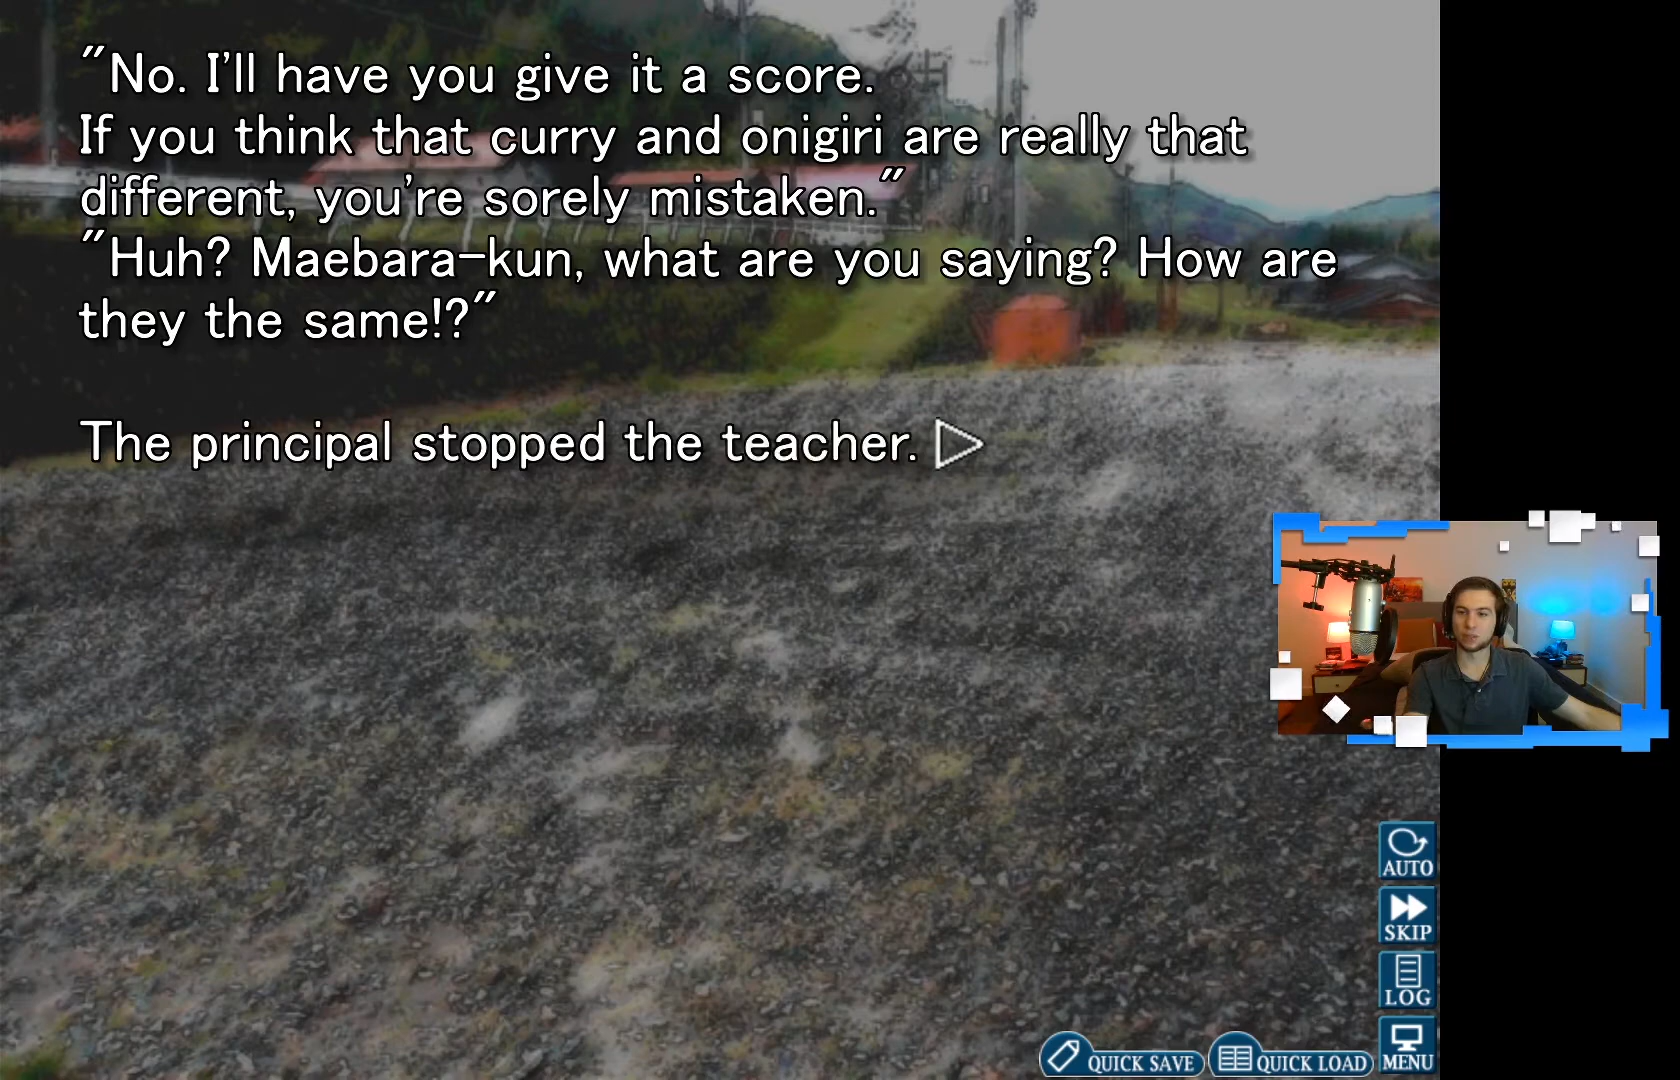 "No. I'll have you give it a score.
If you think that curry and onigiri are really that
different, you're sorely mistaken."
"Huh? Maebara-kun, what are you saying? How are
they the same!?"
The principal stopped the teacher.
AUTO
SKIP
LOG
MENU
QUICK SAVE
QUICK LOAD